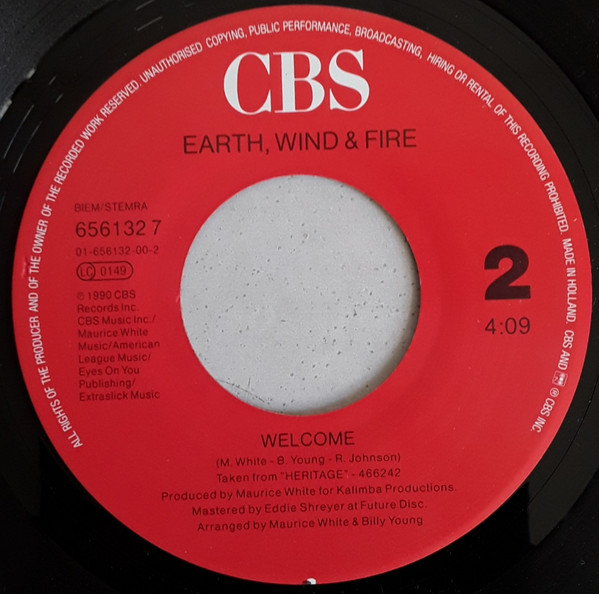 ALL RIGHTS OF THE PRODUCER AND OF THE OWNER OF THE RECORDED WORK RESERVED. UNAUTHORISED COPYING, PUBLIC PERFORMANCE, BROADCASTING, HIRING OR RENTAL OF THIS RECORDING PROHIBITED. MADE IN HOLLAND. CBS AND ® CBS INC.
CBS
EARTH, WIND & FIRE
BIEM/STEMRA
656132 7
01-656132-00-2
LC 0149
2
4:09
℗ 1990 CBS
Records Inc.
CBS Music Inc./
Maurice White
Music/American
League Music/
Eyes On You
Publishing/
Extraslick Music
WELCOME
(M. White - B. Young - R. Johnson)
Taken from "HERITAGE" - 466242
Produced by Maurice White for Kalimba Productions.
Mastered by Eddie Shreyer at Future Disc.
Arranged by Maurice White & Billy Young